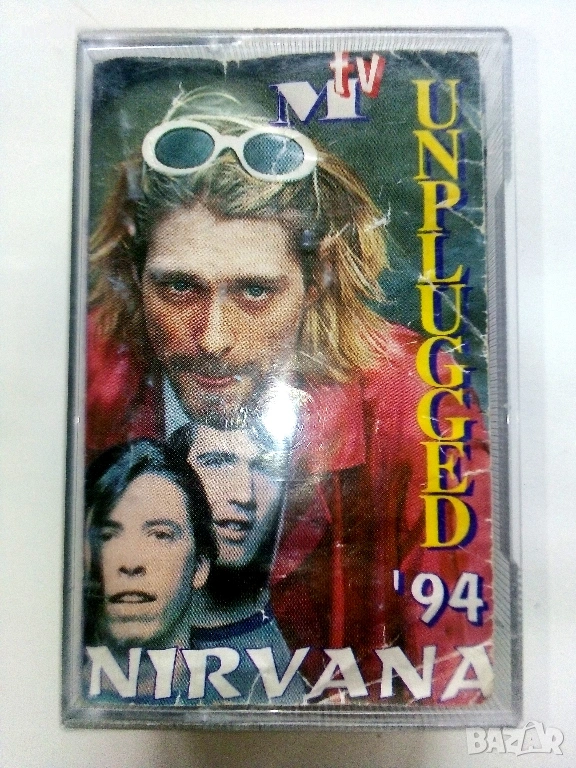 Mtv
UNPLUGGED
'94
NIRVANA
BAZAR